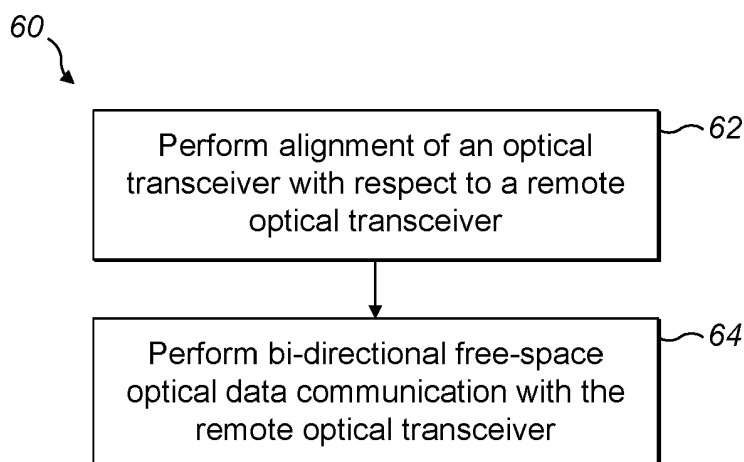 60
62
Perform alignment of an optical
transceiver with respect to a remote
optical transceiver
64
Perform bi-directional free-space
optical data communication with the
remote optical transceiver